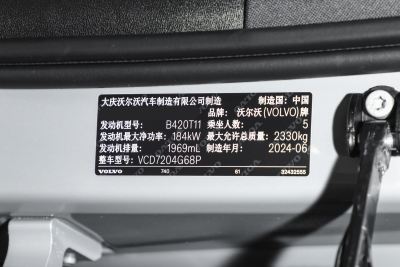 大庆沃尔沃汽车制造有限公司制造 制造国: 中国
品牌: 沃尔沃(VOLVO)牌
发动机型号: B420T11 乘坐人数: 5
发动机最大净功率: 184kW 最大允许总质量: 2330kg
发动机排量: 1969mL 制造年月: 2024-06
整车型号: VCD7204G68P
VOLVO 740 61 32432555